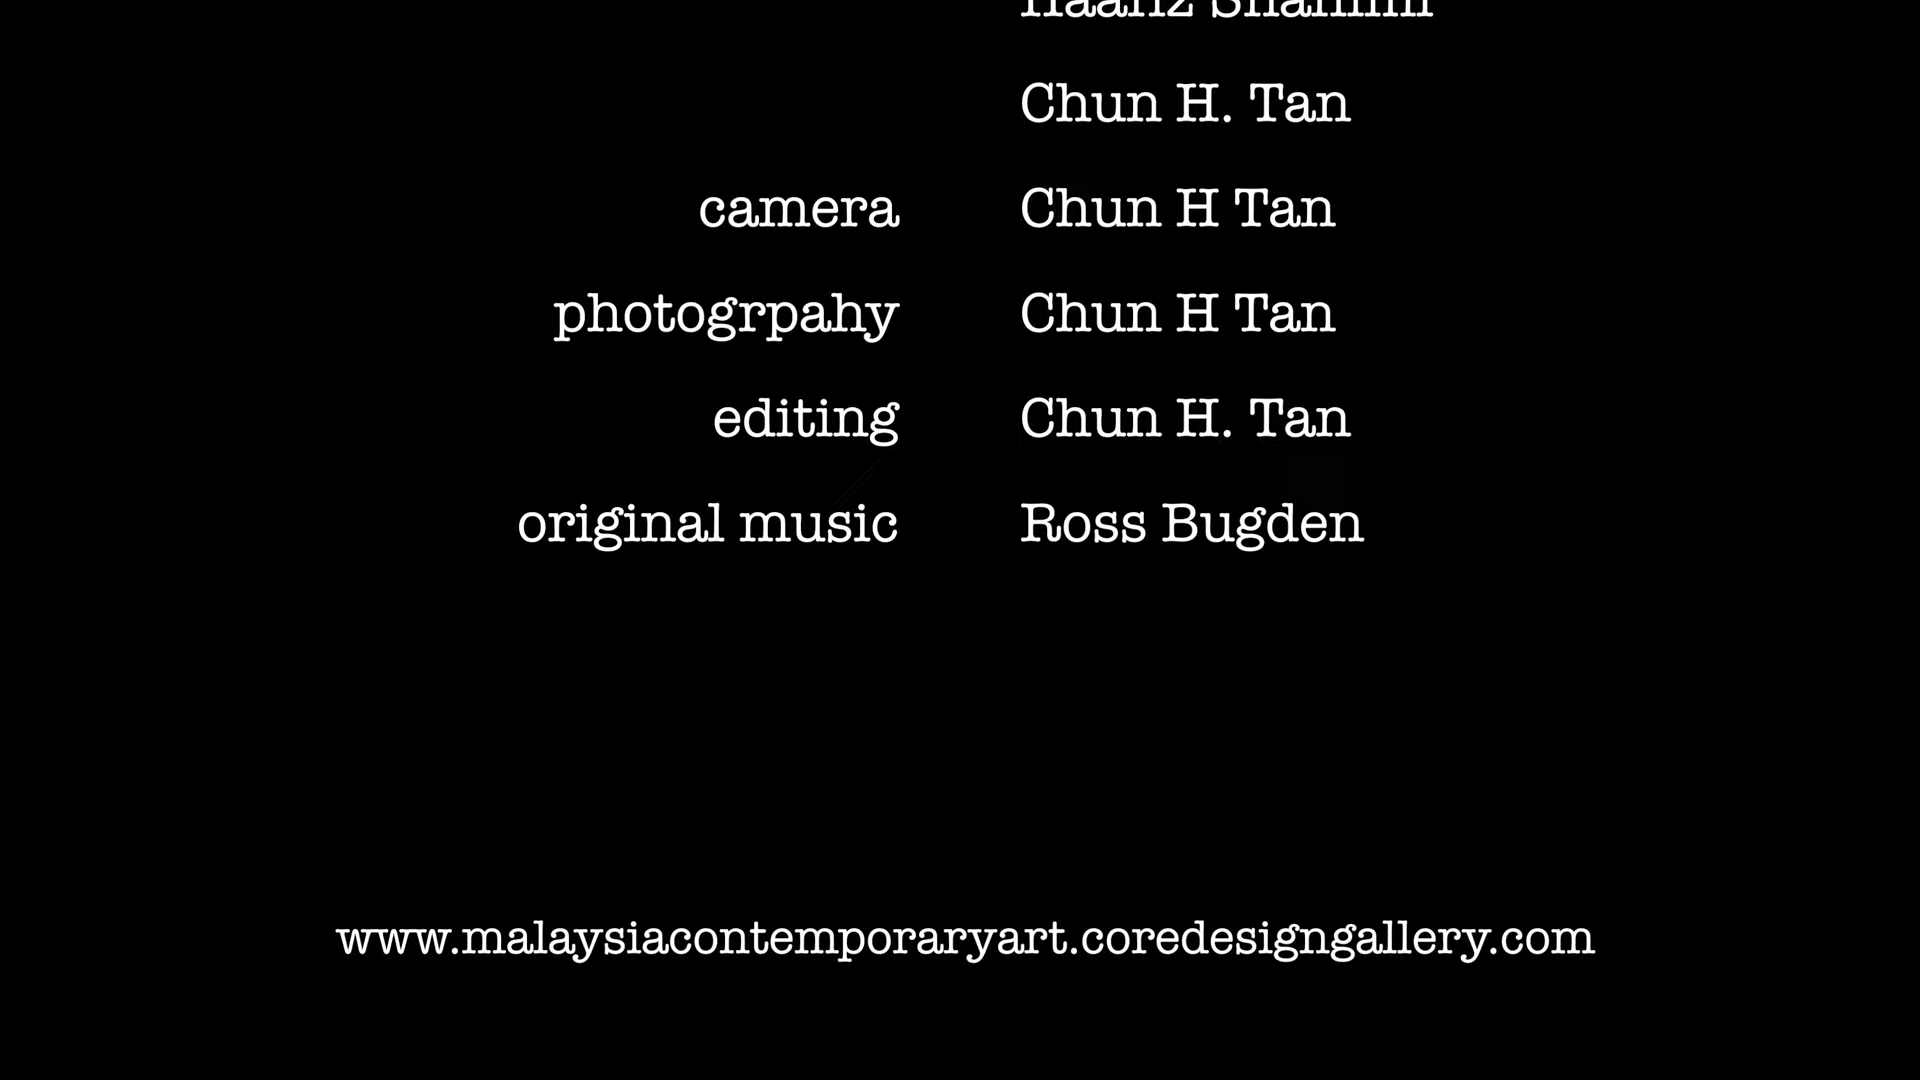 Chun H. Tan
camera Chun H Tan
photogrpahy Chun H Tan
editing Chun H. Tan
original music Ross Bugden
www.malaysiacontemporaryart.coredesigngallery.com